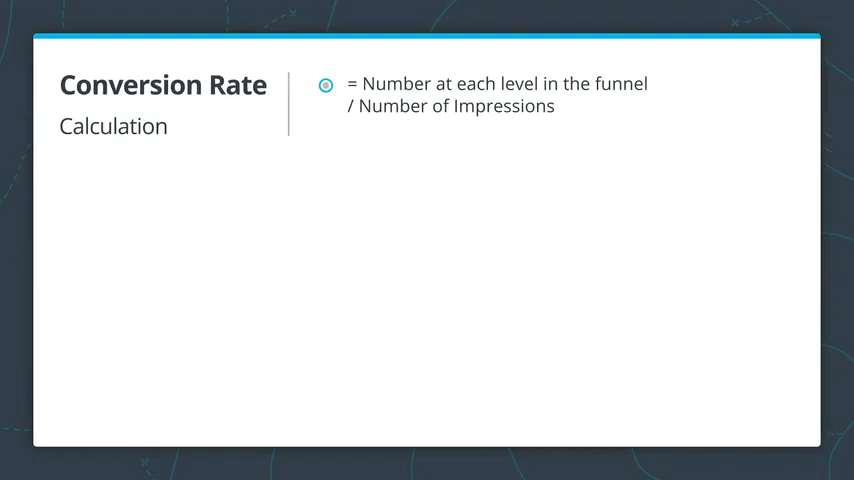 Conversion Rate
Calculation
= Number at each level in the funnel
/ Number of Impressions